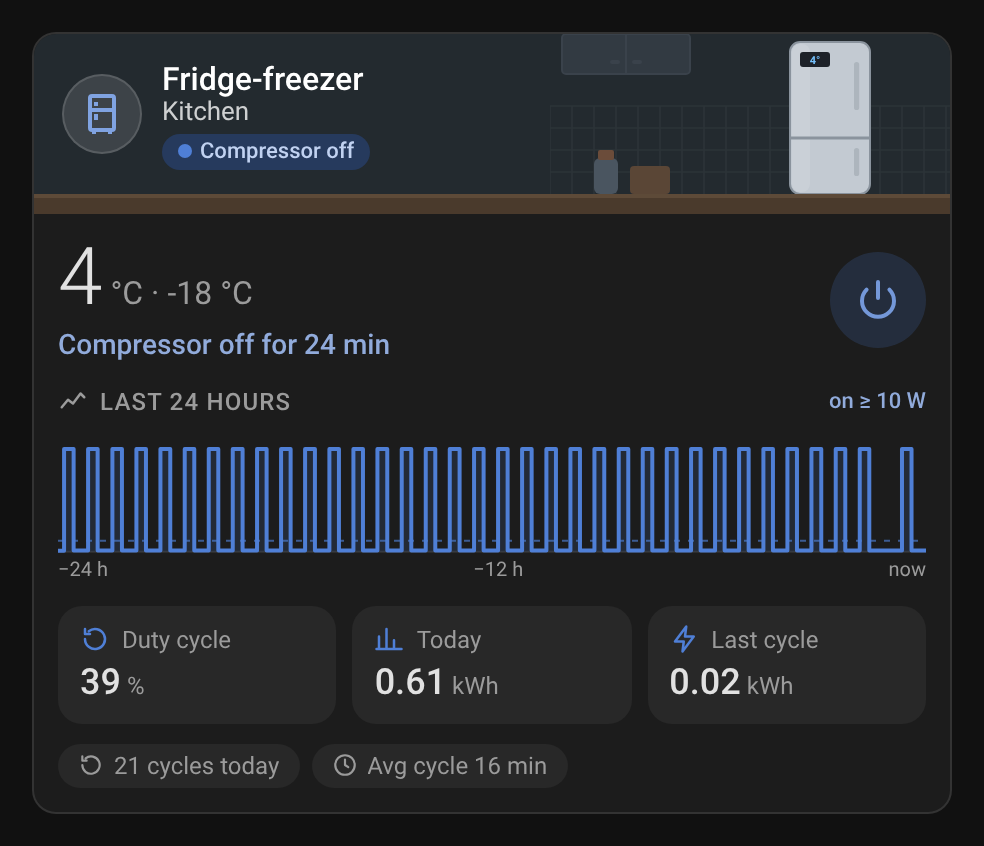 Fridge-freezer
Kitchen
Compressor off
4°
4 °C · -18 °C
Compressor off for 24 min
LAST 24 HOURS
on ≥ 10 W
−24 h
−12 h
now
Duty cycle
39 %
Today
0.61 kWh
Last cycle
0.02 kWh
21 cycles today
Avg cycle 16 min